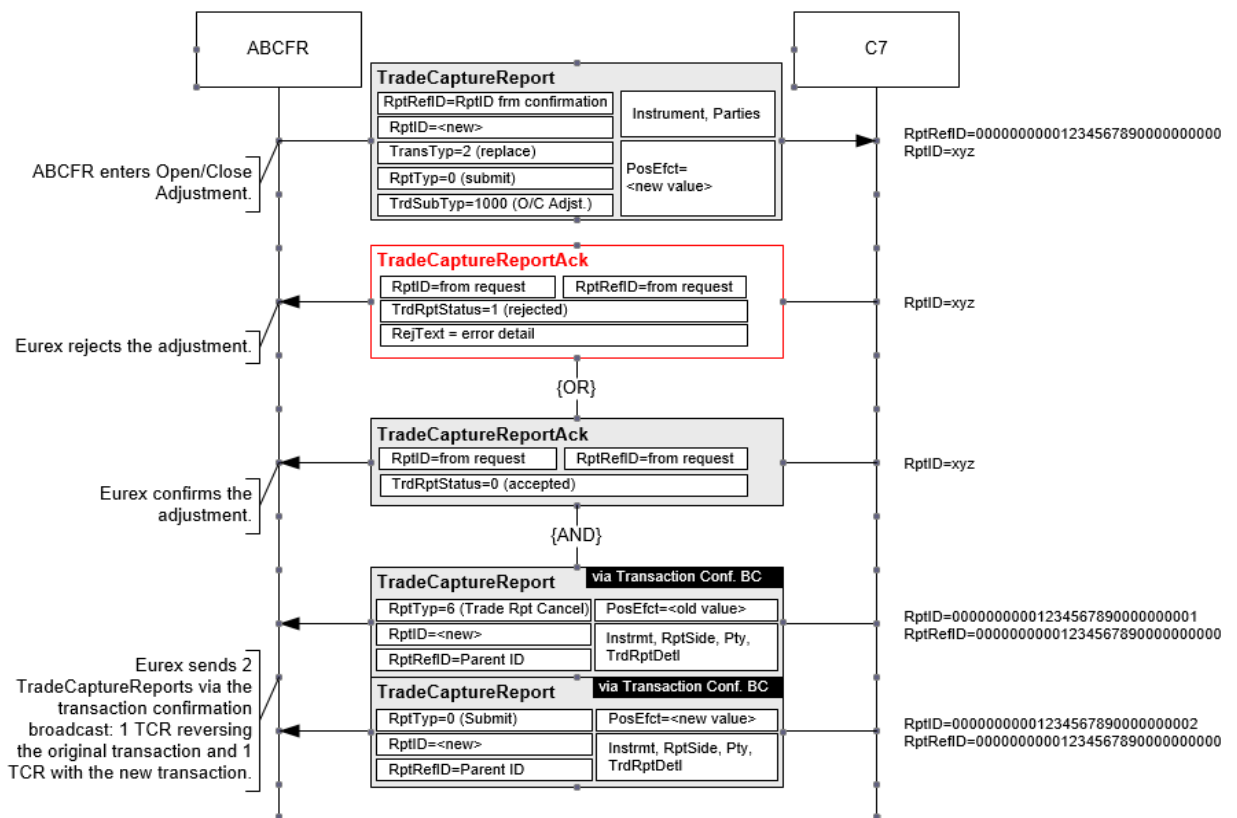 ABCFR
C7
TradeCaptureReport
RptRefID=RptID frm confirmation
RptID=<new>
TransTyp=2 (replace)
RptTyp=0 (submit)
TrdSubTyp=1000 (O/C Adjst.)
Instrument, Parties
PosEfct=
<new value>
RptRefID=00000000001234567890000000000
RptID=xyz
ABCFR enters Open/Close
Adjustment.
TradeCaptureReportAck
RptID=from request
RptRefID=from request
TrdRptStatus=1 (rejected)
RejText = error detail
RptID=xyz
Eurex rejects the adjustment.
{OR}
TradeCaptureReportAck
RptID=from request
RptRefID=from request
TrdRptStatus=0 (accepted)
RptID=xyz
Eurex confirms the
adjustment.
{AND}
TradeCaptureReport
via Transaction Conf. BC
RptTyp=6 (Trade Rpt Cancel)
RptID=<new>
RptRefID=Parent ID
PosEfct=<old value>
Instrmt, RptSide, Pty,
TrdRptDetl
RptID=00000000001234567890000000001
RptRefID=00000000001234567890000000000
Eurex sends 2
TradeCaptureReports via the
transaction confirmation
broadcast: 1 TCR reversing
the original transaction and 1
TCR with the new transaction.
TradeCaptureReport
via Transaction Conf. BC
RptTyp=0 (Submit)
RptID=<new>
RptRefID=Parent ID
PosEfct=<new value>
Instrmt, RptSide, Pty,
TrdRptDetl
RptID=00000000001234567890000000002
RptRefID=00000000001234567890000000000